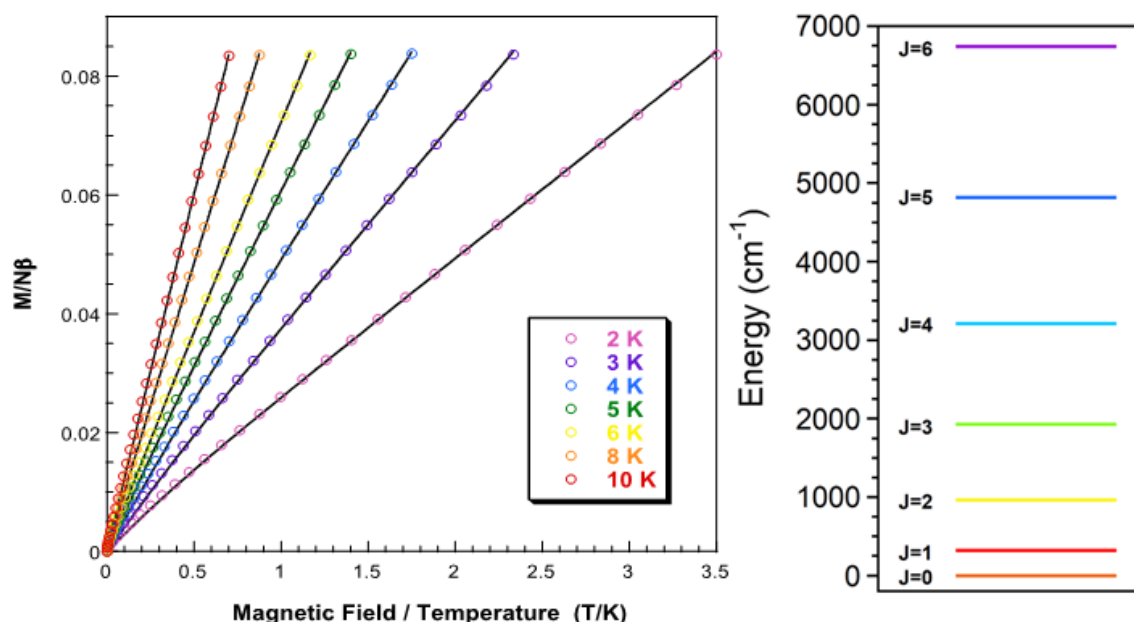 0.08
0.06
0.04
0.02
0
M/Nβ
2 K
3 K
4 K
5 K
6 K
8 K
10 K
0
0.5
1
1.5
2
2.5
3
3.5
Magnetic Field / Temperature (T/K)
7000
6000
5000
4000
3000
2000
1000
0
Energy (cm⁻¹)
J=6
J=5
J=4
J=3
J=2
J=1
J=0